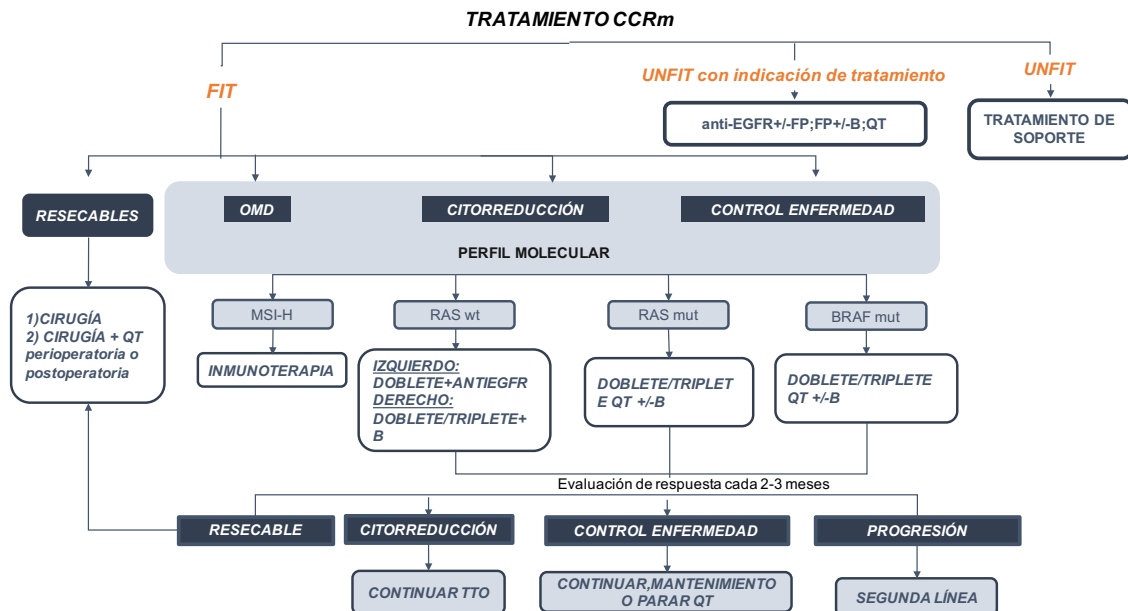 TRATAMIENTO CCRm
FIT
UNFIT con indicación de tratamiento
UNFIT
anti-EGFR+/-FP;FP+/-B;QT
TRATAMIENTO DE
SOPORTE
RESECABLES
OMD
CITORREDUCCIÓN
CONTROL ENFERMEDAD
PERFIL MOLECULAR
1)CIRUGÍA
2) CIRUGÍA + QT
perioperatoria o
postoperatoria
MSI-H
RAS wt
RAS mut
BRAF mut
INMUNOTERAPIA
IZQUIERDO:
DOBLETE+ANTIEGFR
DERECHO:
DOBLETE/TRIPLETE+
B
DOBLETE/TRIPLET
E QT +/-B
DOBLETE/TRIPLETE
QT +/-B
Evaluación de respuesta cada 2-3 meses
RESECABLE
CITORREDUCCIÓN
CONTROL ENFERMEDAD
PROGRESIÓN
CONTINUAR TTO
CONTINUAR,MANTENIMIENTO
O PARAR QT
SEGUNDA LÍNEA